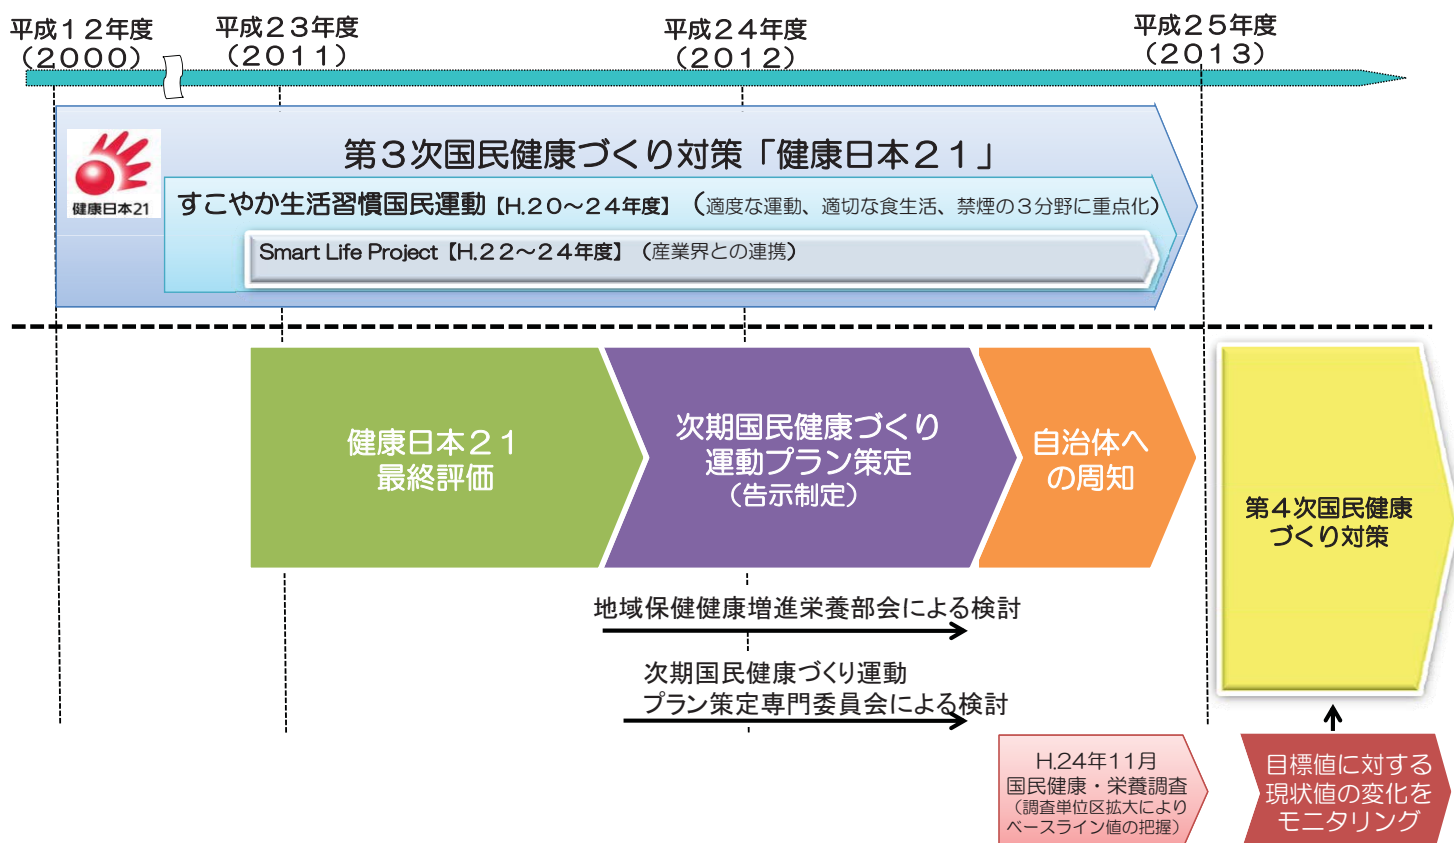 平成１２年度
（２０００）
平成２３年度
（２０１１）
平成２４年度
（２０１２）
平成２５年度
（２０１３）
健康日本21
第３次国民健康づくり対策「健康日本２１」
すこやか生活習慣国民運動【H.２０～２４年度】（適度な運動、適切な食生活、禁煙の３分野に重点化）
Smart Life Project【H.２２～２４年度】（産業界との連携）
健康日本２１
最終評価
次期国民健康づくり
運動プラン策定
（告示制定）
自治体へ
の周知
第４次国民健康
づくり対策
地域保健健康増進栄養部会による検討
次期国民健康づくり運動
プラン策定専門委員会による検討
H.24年11月
国民健康・栄養調査
（調査単位区拡大により
ベースライン値の把握）
目標値に対する
現状値の変化を
モニタリング